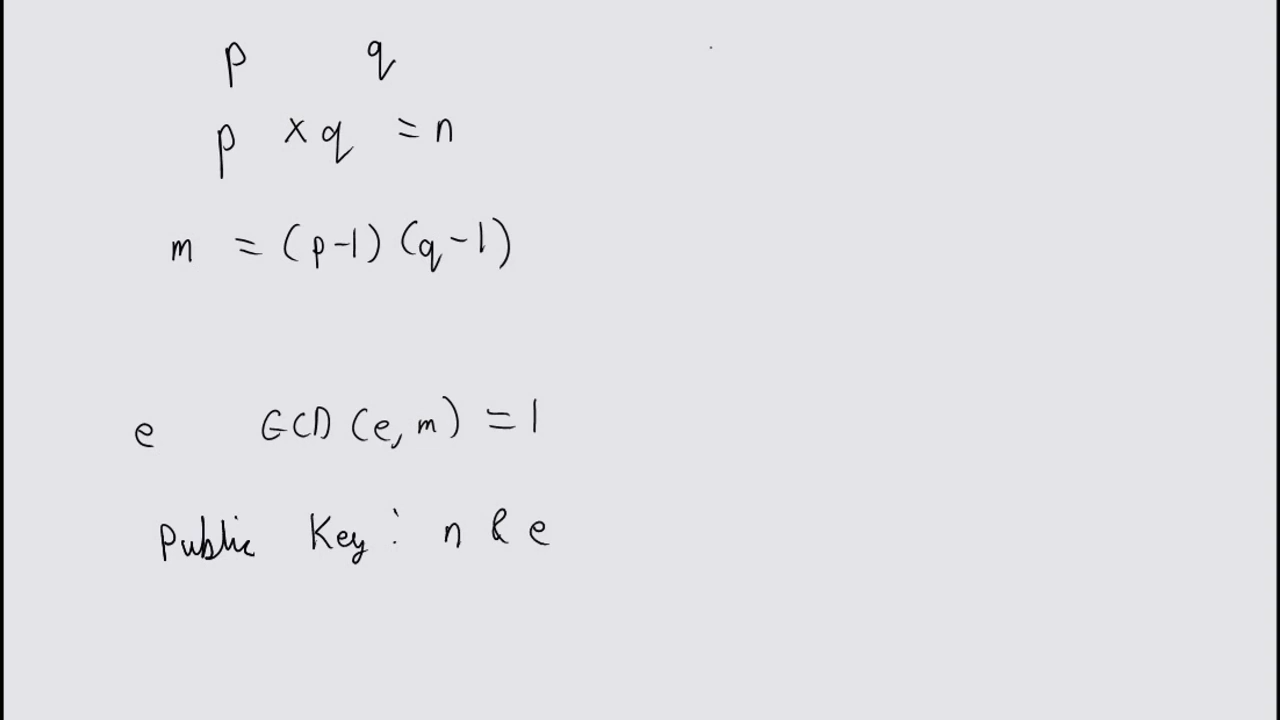 p q
p × q = n
m = (p-1) (q-1)
e GCD (e, m) = 1
Public Key: n & e